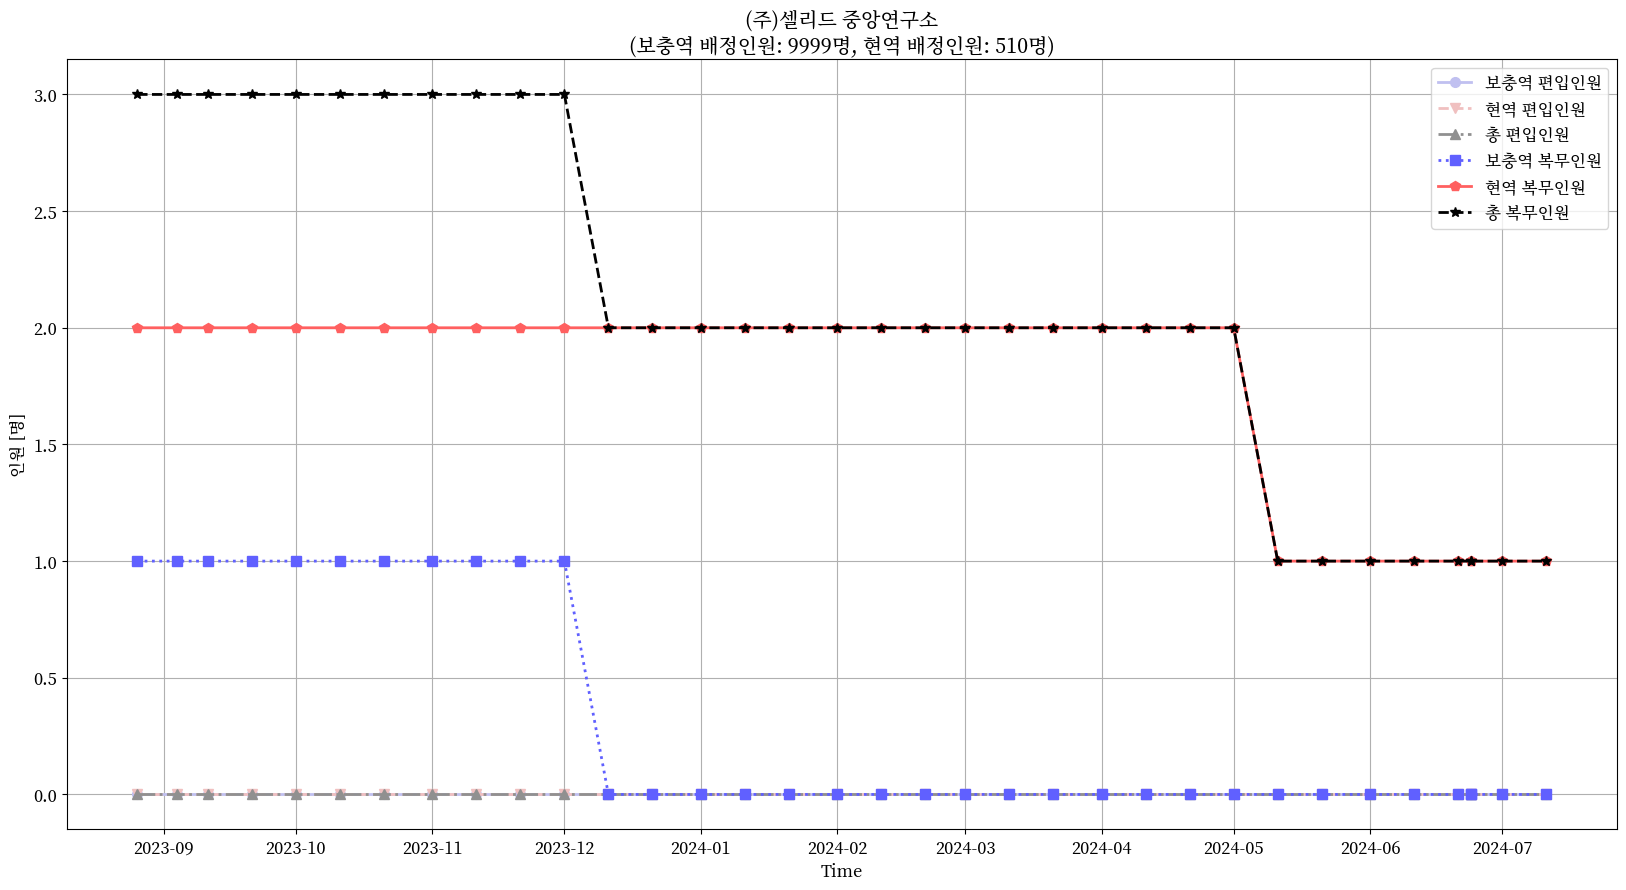 (주)셀리드 중앙연구소
(보충역 배정인원: 9999명, 현역 배정인원: 510명)
보충역 편입인원
현역 편입인원
총 편입인원
보충역 복무인원
현역 복무인원
총 복무인원
인원 [명]
3.0
2.5
2.0
1.5
1.0
0.5
0.0
2023-09 2023-10 2023-11 2023-12 2024-01 2024-02 2024-03 2024-04 2024-05 2024-06 2024-07
Time